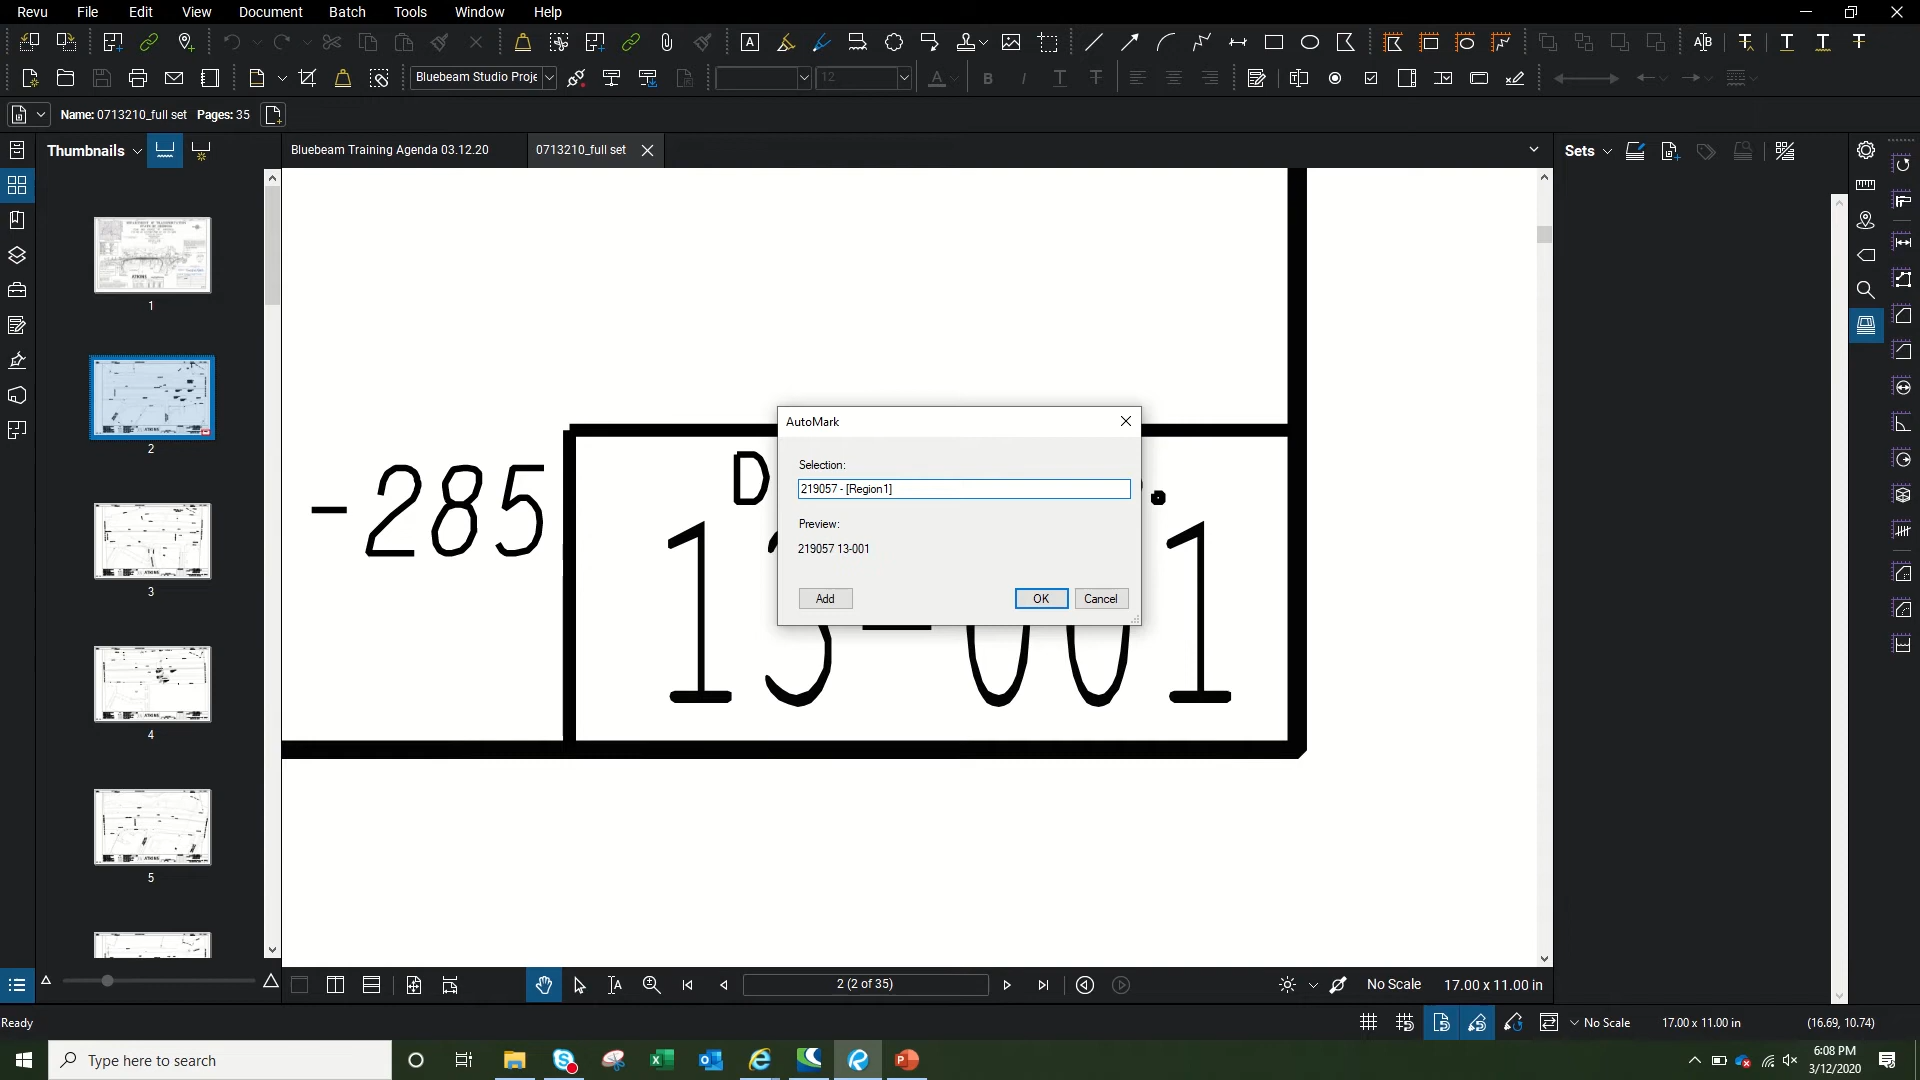 Revu File Edit View Document Batch Tools Window Help
Bluebeam Studio Proje 12
Name: 0713210_full set Pages: 35
Thumbnails
Bluebeam Training Agenda 03.12.20
0713210_full set
Sets
1
2
3
4
5
-285
13-001
AutoMark
Selection:
219057 - [Region1]
Preview:
219057 13-001
Add OK Cancel
2 (2 of 35)
No Scale 17.00 x 11.00 in
Ready
No Scale 17.00 x 11.00 in (16.69, 10.74)
Type here to search
6:08 PM
3/12/2020